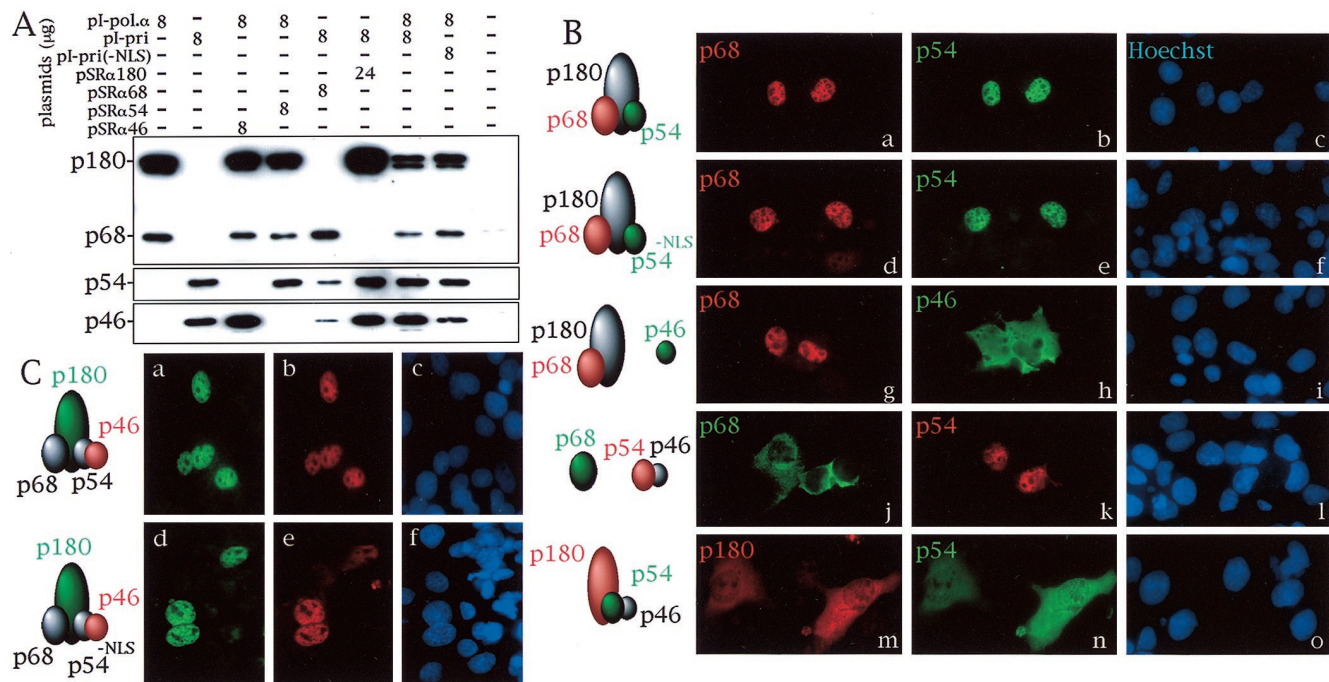 A
plasmids (µg)
pI-pol.α 8 – 8 8 – – 8 8 –
pI-pri – 8 – – 8 8 8 – –
pI-pri(-NLS) – – – – – – – 8 –
pSRα180 – – – – – 24 – – –
pSRα68 – – – – 8 – – – –
pSRα54 – – – 8 – – – – –
pSRα46 – – 8 – – – – – –
p180-
p68-
p54-
p46-
B
p180
p68
p54
p68
a
p54
b
Hoechst
c
p180
p68
-NLS
p54
p68
d
p54
e
f
p180
p46
p68
p68
g
p46
h
i
p68
p54
p46
p68
j
p54
k
l
p180
p54
p46
p180
m
p54
n
o
C
p180
p46
p68
p54
a
b
c
p180
p46
-NLS
p68
p54
d
e
f